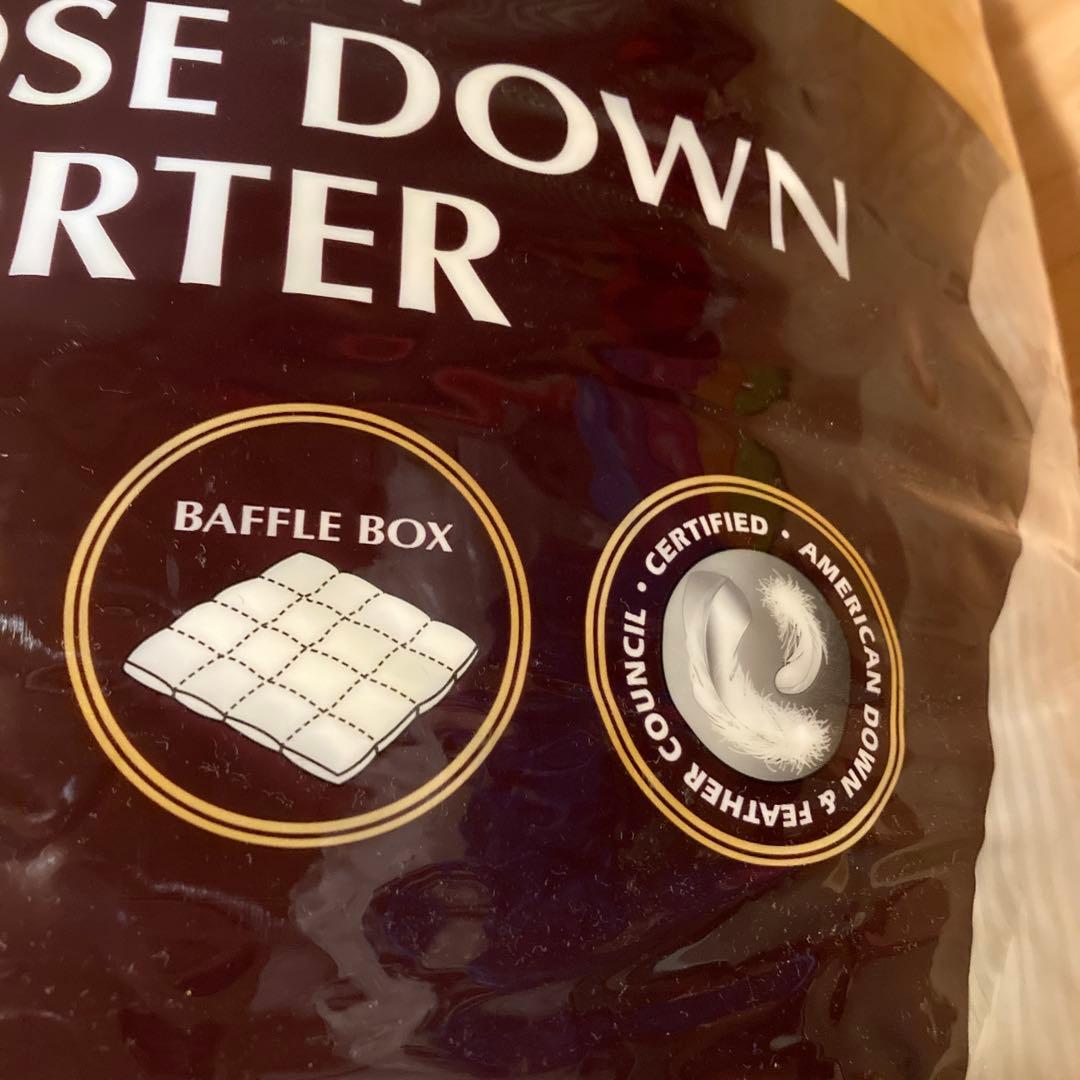 OSE DOWN
RTER
BAFFLE BOX
CERTIFIED · AMERICAN DOWN & FEATHER COUNCIL ·